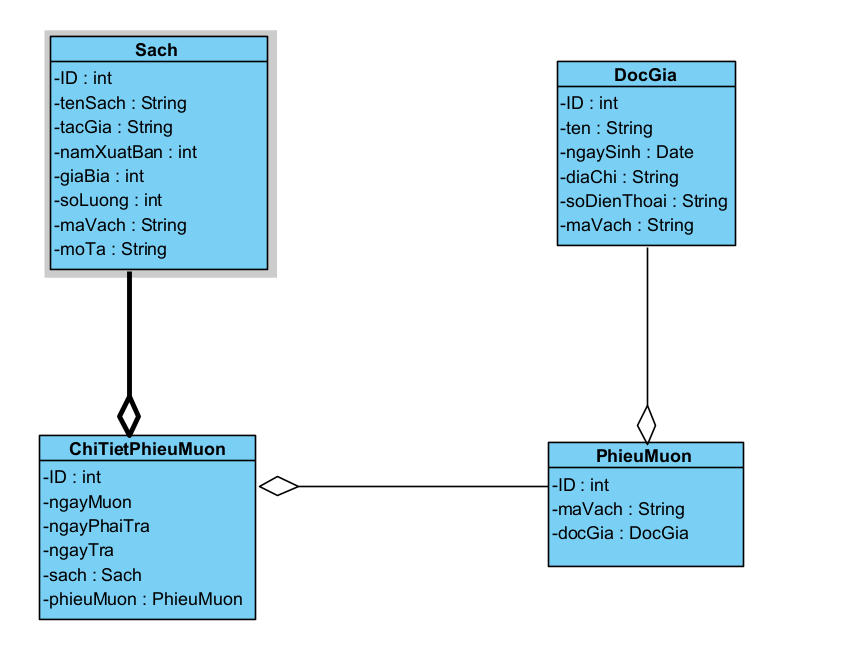 Sach
-ID : int
-tenSach : String
-tacGia : String
-namXuatBan : int
-giaBia : int
-soLuong : int
-maVach : String
-moTa : String
DocGia
-ID : int
-ten : String
-ngaySinh : Date
-diaChi : String
-soDienThoai : String
-maVach : String
ChiTietPhieuMuon
-ID : int
-ngayMuon
-ngayPhaiTra
-ngayTra
-sach : Sach
-phieuMuon : PhieuMuon
PhieuMuon
-ID : int
-maVach : String
-docGia : DocGia